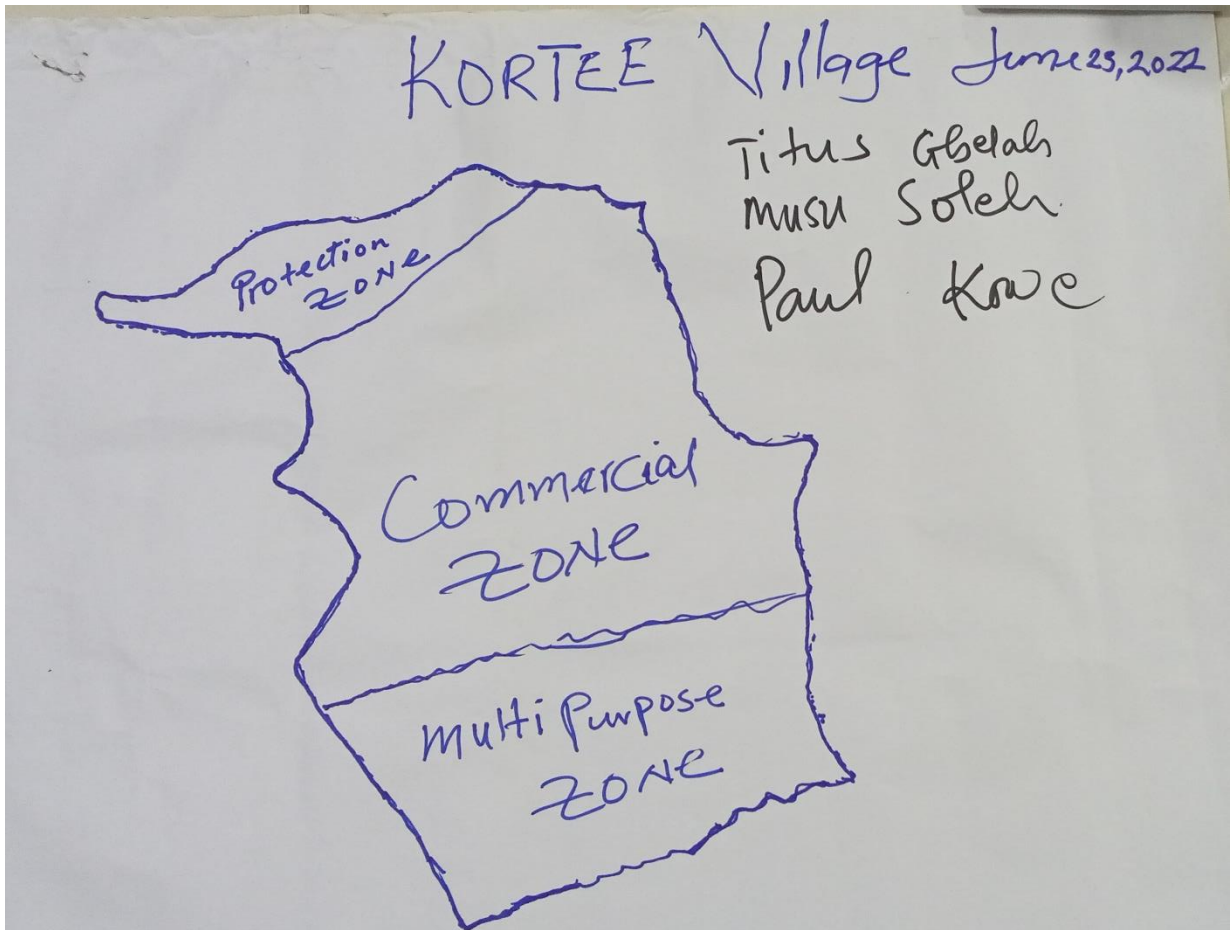 KORTEE Village June 23, 2022
Titus Gbelah
Musu Soleh
Paul Kowe
Protection
ZONE
Commercial
ZONE
Multi Purpose
ZONE